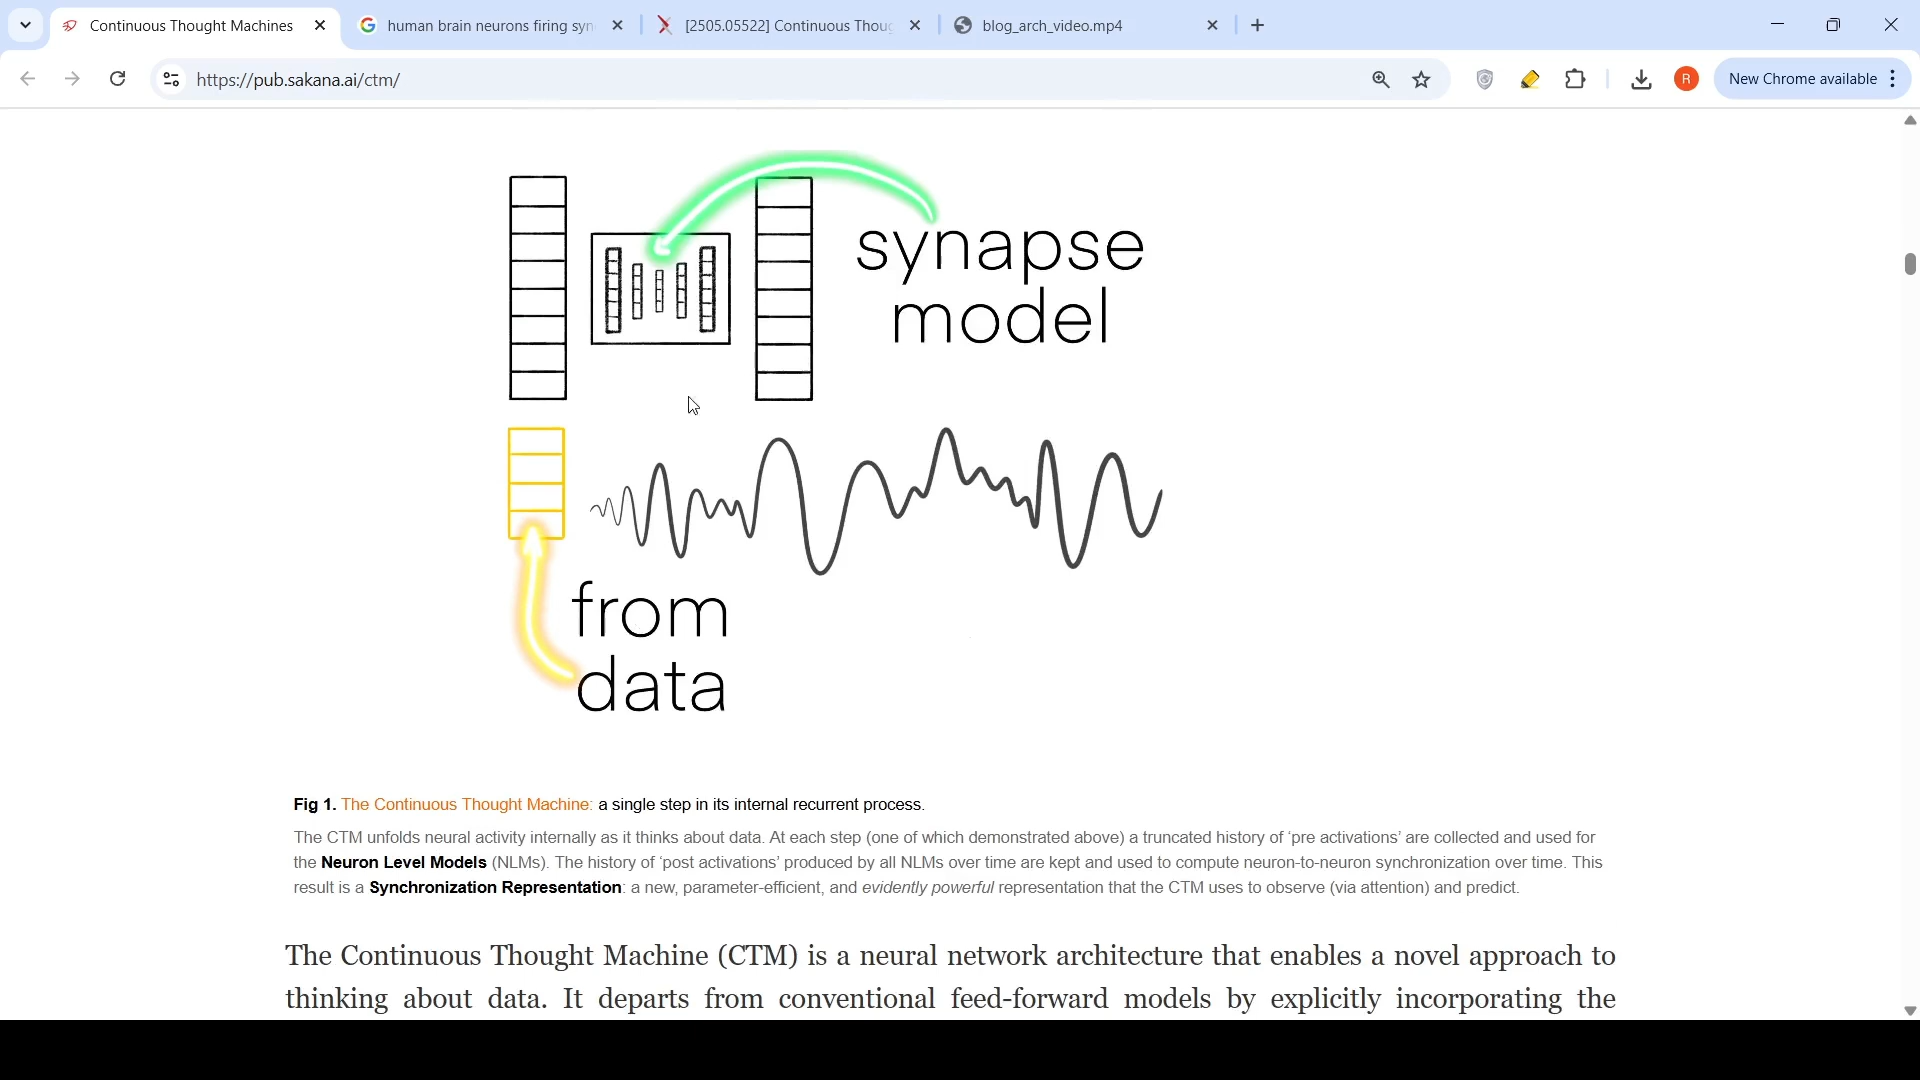 Continuous Thought Machines
human brain neurons firing syn
[2505.05522] Continuous Thoug
blog_arch_video.mp4
https://pub.sakana.ai/ctm/
R
New Chrome available
synapse
model
from
data
Fig 1. The Continuous Thought Machine: a single step in its internal recurrent process.
The CTM unfolds neural activity internally as it thinks about data. At each step (one of which demonstrated above) a truncated history of ‘pre activations’ are collected and used for
the Neuron Level Models (NLMs). The history of ‘post activations’ produced by all NLMs over time are kept and used to compute neuron-to-neuron synchronization over time. This
result is a Synchronization Representation: a new, parameter-efficient, and evidently powerful representation that the CTM uses to observe (via attention) and predict.
The Continuous Thought Machine (CTM) is a neural network architecture that enables a novel approach to
thinking about data. It departs from conventional feed-forward models by explicitly incorporating the